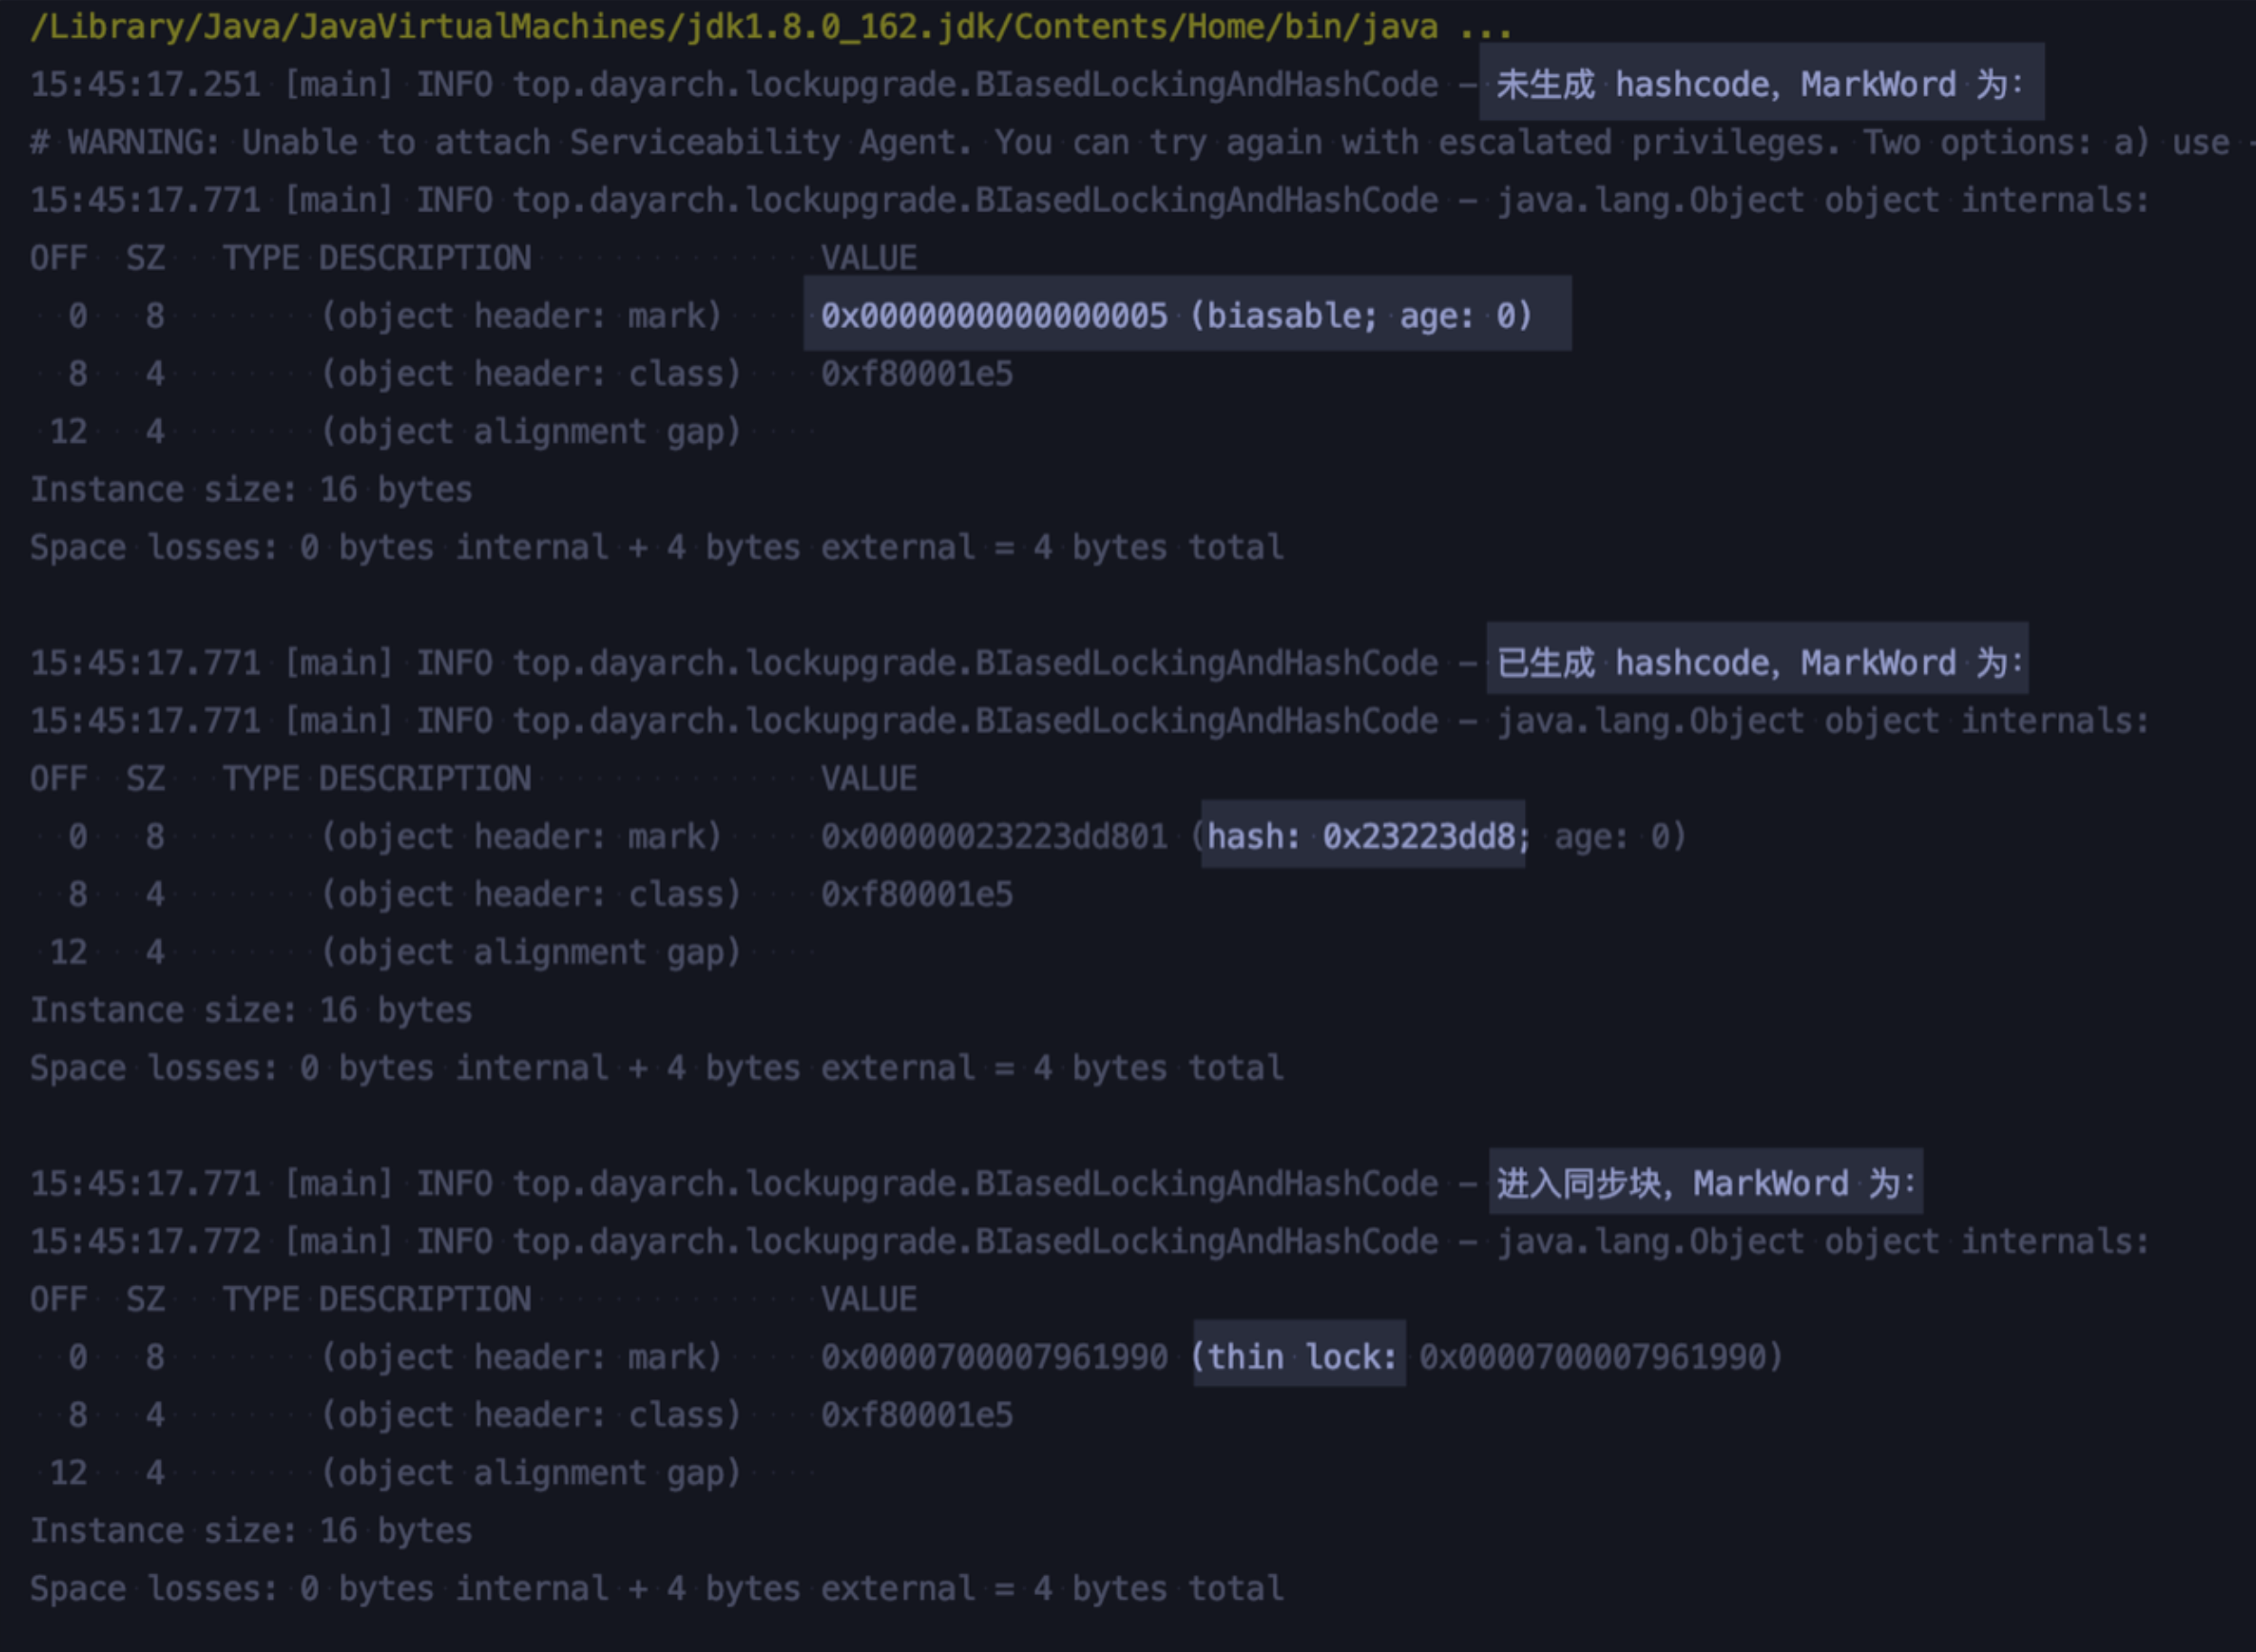 /Library/Java/JavaVirtualMachines/jdk1.8.0_162.jdk/Contents/Home/bin/java ...
15:45:17.251 [main] INFO top.dayarch.lockupgrade.BIasedLockingAndHashCode - 未生成 hashcode, MarkWord 为:
# WARNING: Unable to attach Serviceability Agent. You can try again with escalated privileges. Two options: a) use -
15:45:17.771 [main] INFO top.dayarch.lockupgrade.BIasedLockingAndHashCode - java.lang.Object object internals:
OFF  SZ   TYPE DESCRIPTION               VALUE
  0   8        (object header: mark)     0x0000000000000005 (biasable; age: 0)
  8   4        (object header: class)    0xf80001e5
 12   4        (object alignment gap)
Instance size: 16 bytes
Space losses: 0 bytes internal + 4 bytes external = 4 bytes total
15:45:17.771 [main] INFO top.dayarch.lockupgrade.BIasedLockingAndHashCode - 已生成 hashcode, MarkWord 为:
15:45:17.771 [main] INFO top.dayarch.lockupgrade.BIasedLockingAndHashCode - java.lang.Object object internals:
OFF  SZ   TYPE DESCRIPTION               VALUE
  0   8        (object header: mark)     0x00000023223dd801 (hash: 0x23223dd8; age: 0)
  8   4        (object header: class)    0xf80001e5
 12   4        (object alignment gap)
Instance size: 16 bytes
Space losses: 0 bytes internal + 4 bytes external = 4 bytes total
15:45:17.771 [main] INFO top.dayarch.lockupgrade.BIasedLockingAndHashCode - 进入同步块, MarkWord 为:
15:45:17.772 [main] INFO top.dayarch.lockupgrade.BIasedLockingAndHashCode - java.lang.Object object internals:
OFF  SZ   TYPE DESCRIPTION               VALUE
  0   8        (object header: mark)     0x0000700007961990 (thin lock: 0x0000700007961990)
  8   4        (object header: class)    0xf80001e5
 12   4        (object alignment gap)
Instance size: 16 bytes
Space losses: 0 bytes internal + 4 bytes external = 4 bytes total